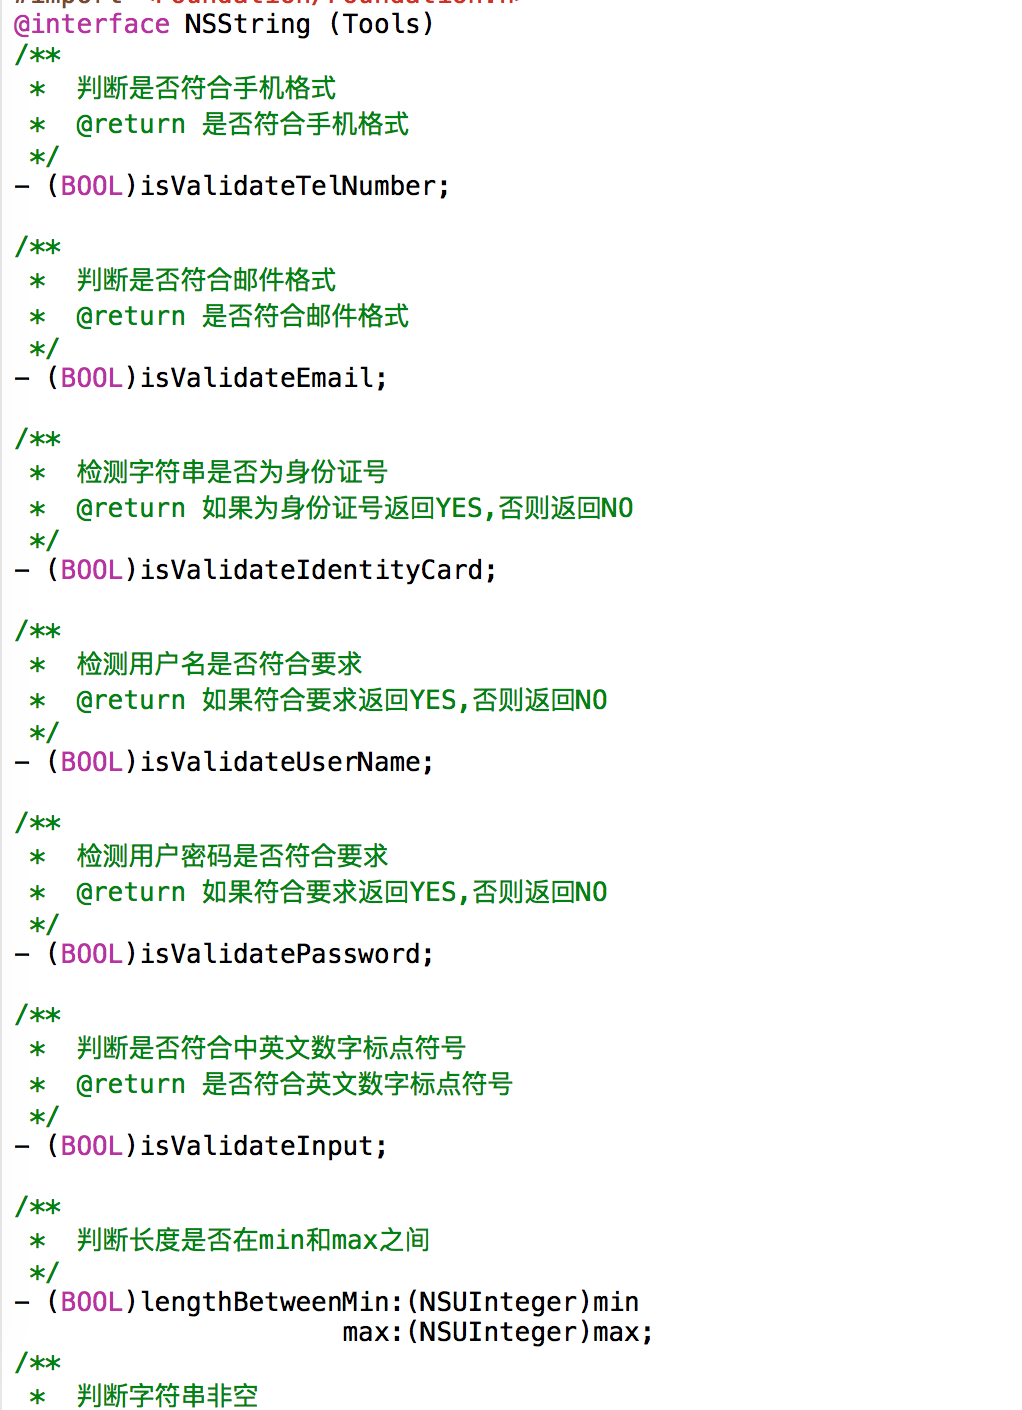 #import <Foundation/Foundation.h>
@interface NSString (Tools)
/**
 *  判断是否符合手机格式
 *  @return 是否符合手机格式
 */
- (BOOL)isValidateTelNumber;

/**
 *  判断是否符合邮件格式
 *  @return 是否符合邮件格式
 */
- (BOOL)isValidateEmail;

/**
 *  检测字符串是否为身份证号
 *  @return 如果为身份证号返回YES,否则返回NO
 */
- (BOOL)isValidateIdentityCard;

/**
 *  检测用户名是否符合要求
 *  @return 如果符合要求返回YES,否则返回NO
 */
- (BOOL)isValidateUserName;

/**
 *  检测用户密码是否符合要求
 *  @return 如果符合要求返回YES,否则返回NO
 */
- (BOOL)isValidatePassword;

/**
 *  判断是否符合中英文数字标点符号
 *  @return 是否符合英文数字标点符号
 */
- (BOOL)isValidateInput;

/**
 *  判断长度是否在min和max之间
 */
- (BOOL)lengthBetweenMin:(NSUInteger)min
                     max:(NSUInteger)max;
/**
 *  判断字符串非空